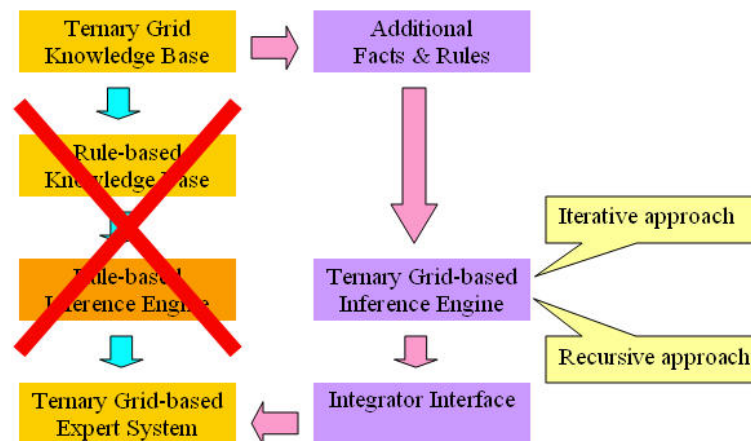 Ternary Grid
Knowledge Base
Additional
Facts & Rules
Rule-based
Knowledge Base
Iterative approach
Rule-based
Inference Engine
Ternary Grid-based
Inference Engine
Recursive approach
Ternary Grid-based
Expert System
Integrator Interface